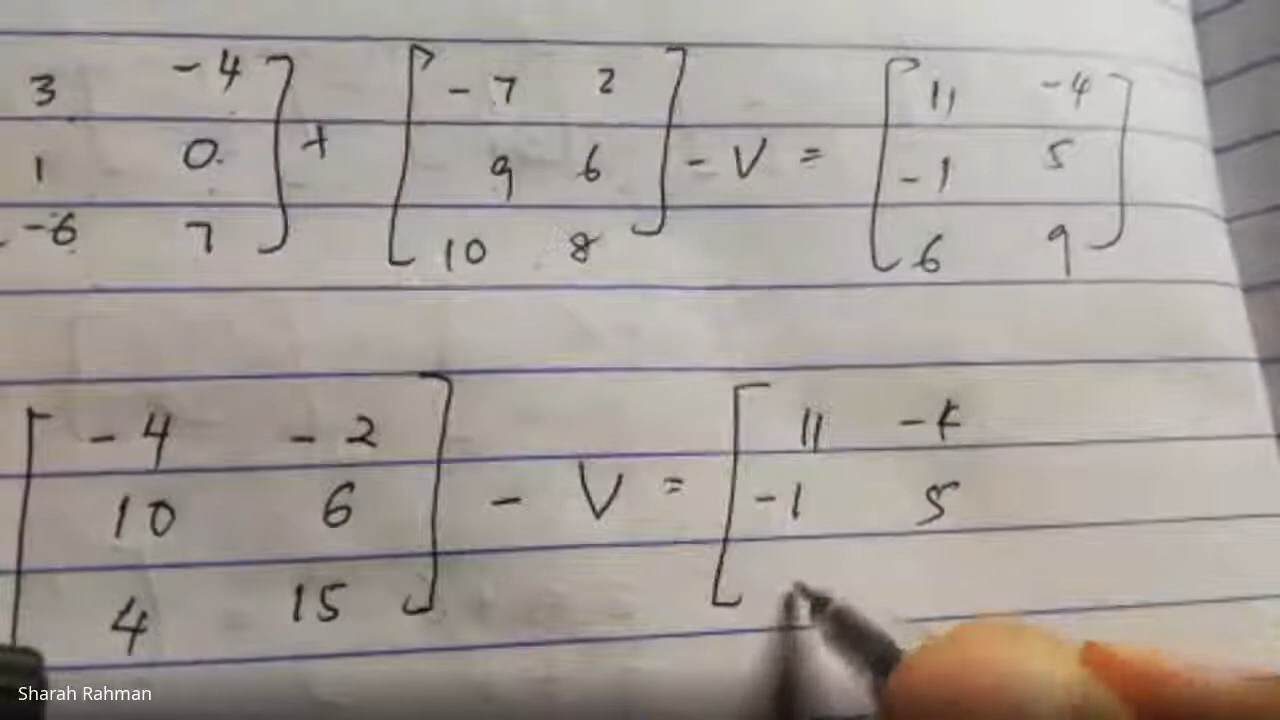 3 -4 -7 2 11 -4
1 0 + 9 6 - V = -1 5
-6 7 10 8 6 9
-4 -2 11 -4
10 6 - V = -1 5
4 15
Sharah Rahman